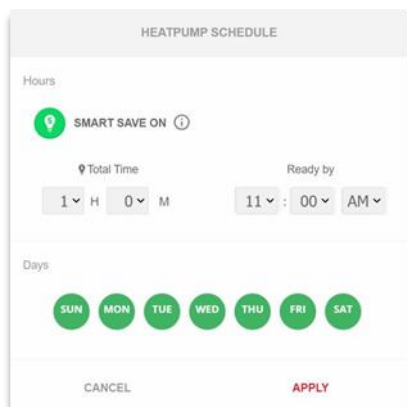 HEATPUMP SCHEDULE
Hours
SMART SAVE ON
Total Time Ready by
1 H 0 M 11 : 00 AM
Days
SUN MON TUE WED THU FRI SAT
CANCEL APPLY